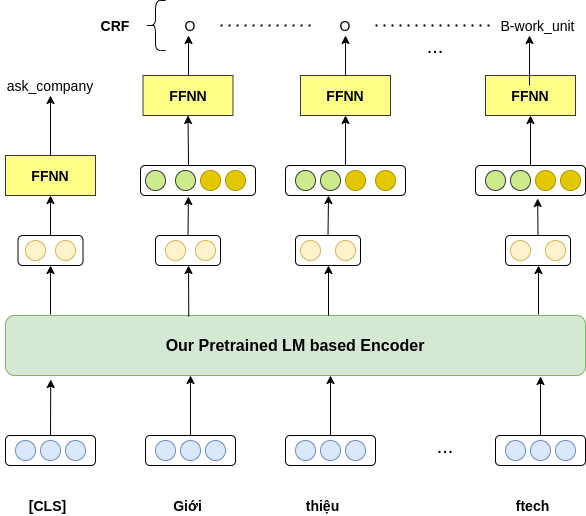 CRF O O B-work_unit
...
ask_company FFNN FFNN FFNN
FFNN
Our Pretrained LM based Encoder
...
[CLS] Giới thiệu ftech